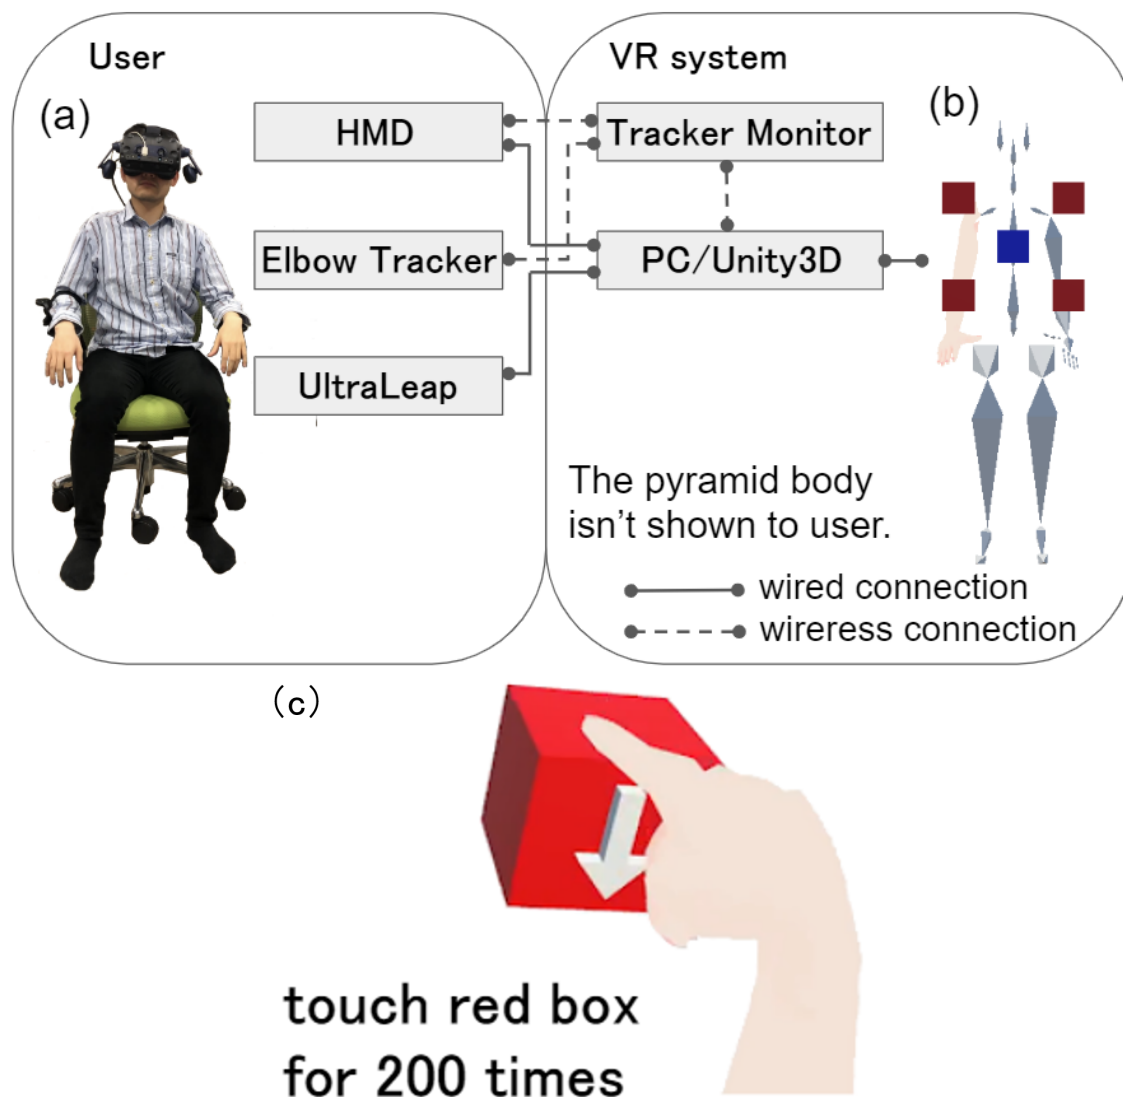 User
VR system
(a)
(b)
HMD
Tracker Monitor
Elbow Tracker
PC/Unity3D
UltraLeap
The pyramid body
isn't shown to user.
wired connection
wireress connection
(c)
touch red box
for 200 times